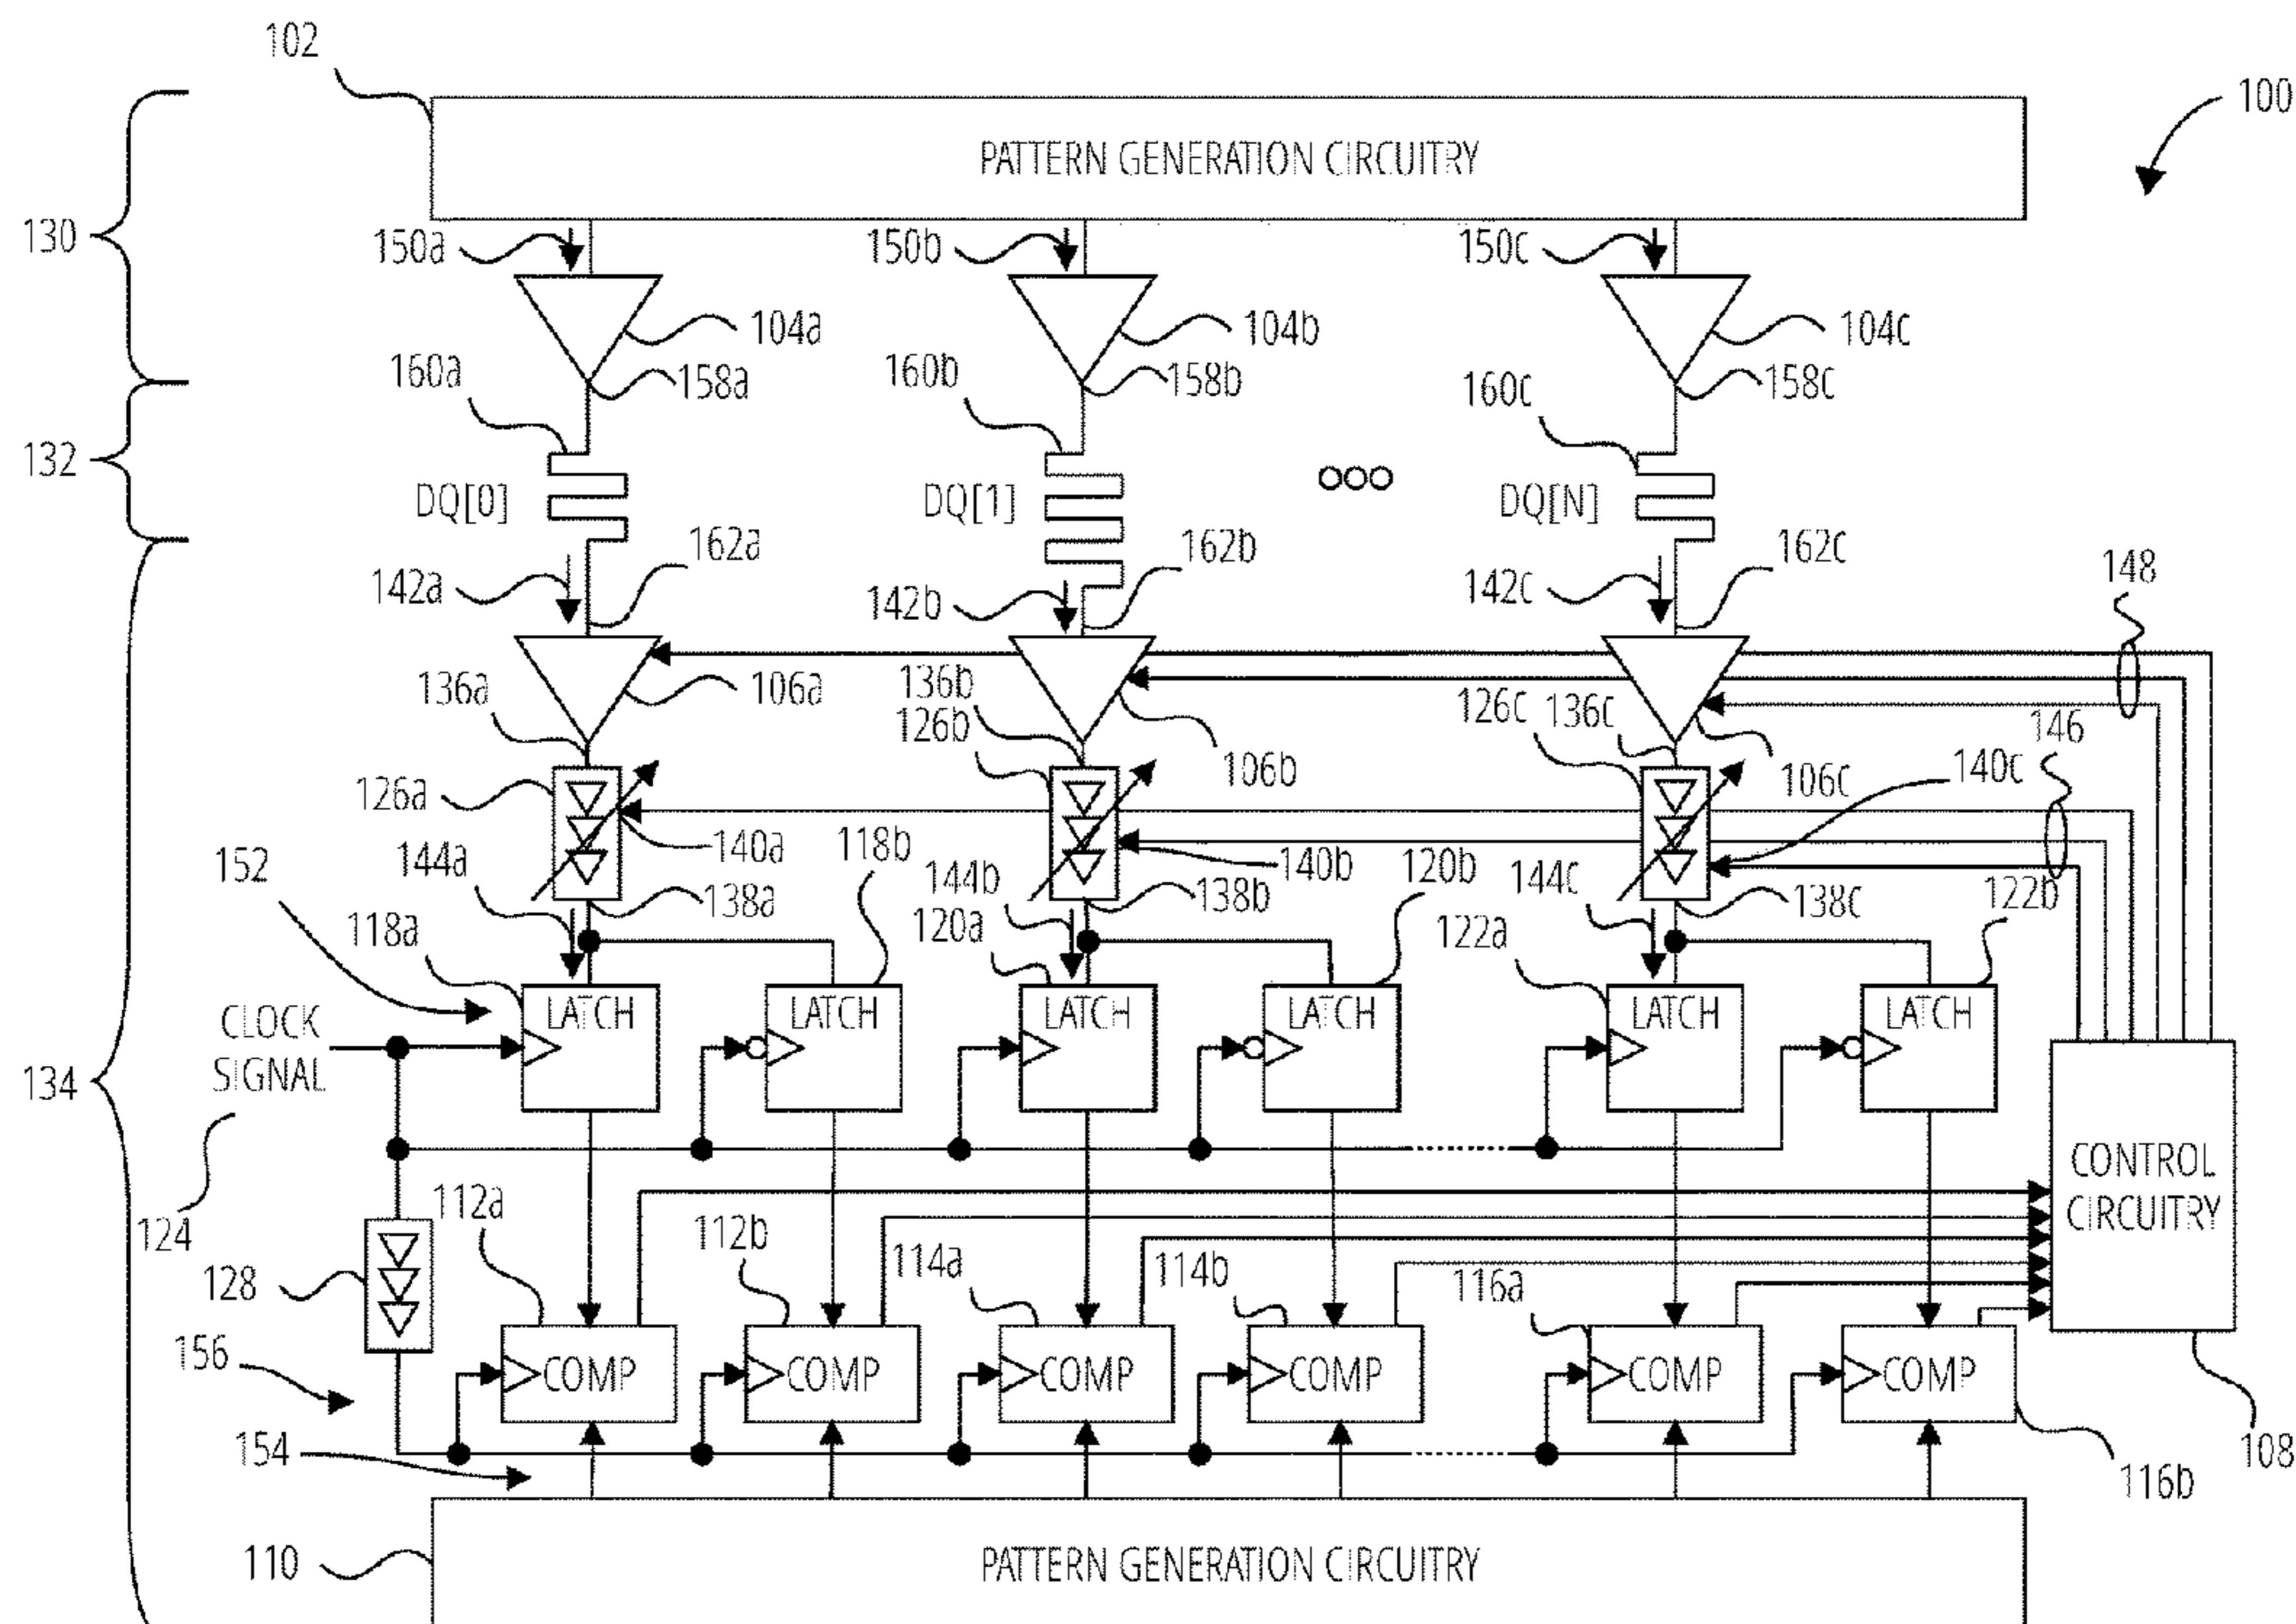 102
100
PATTERN GENERATION CIRCUITRY
130
150a
150b
150c
104a
104b
104c
160a
158a
160b
158b
160c
158c
132
DQ[0]
DQ[1]
ooo
DQ[N]
162a
162b
162c
142a
142b
142c
148
136a
106a
136b
126b
106b
126c
136c
106c
146
140c
126a
140a
118b
140b
120b
152
144a
138a
144b
138b
144c
138c
122b
118a
120a
122a
LATCH
LATCH
LATCH
LATCH
LATCH
LATCH
CLOCK
SIGNAL
134
CONTROL
CIRCUITRY
124
112a
112b
114a
114b
116a
128
156
COMP
COMP
COMP
COMP
COMP
COMP
154
108
116b
110
PATTERN GENERATION CIRCUITRY